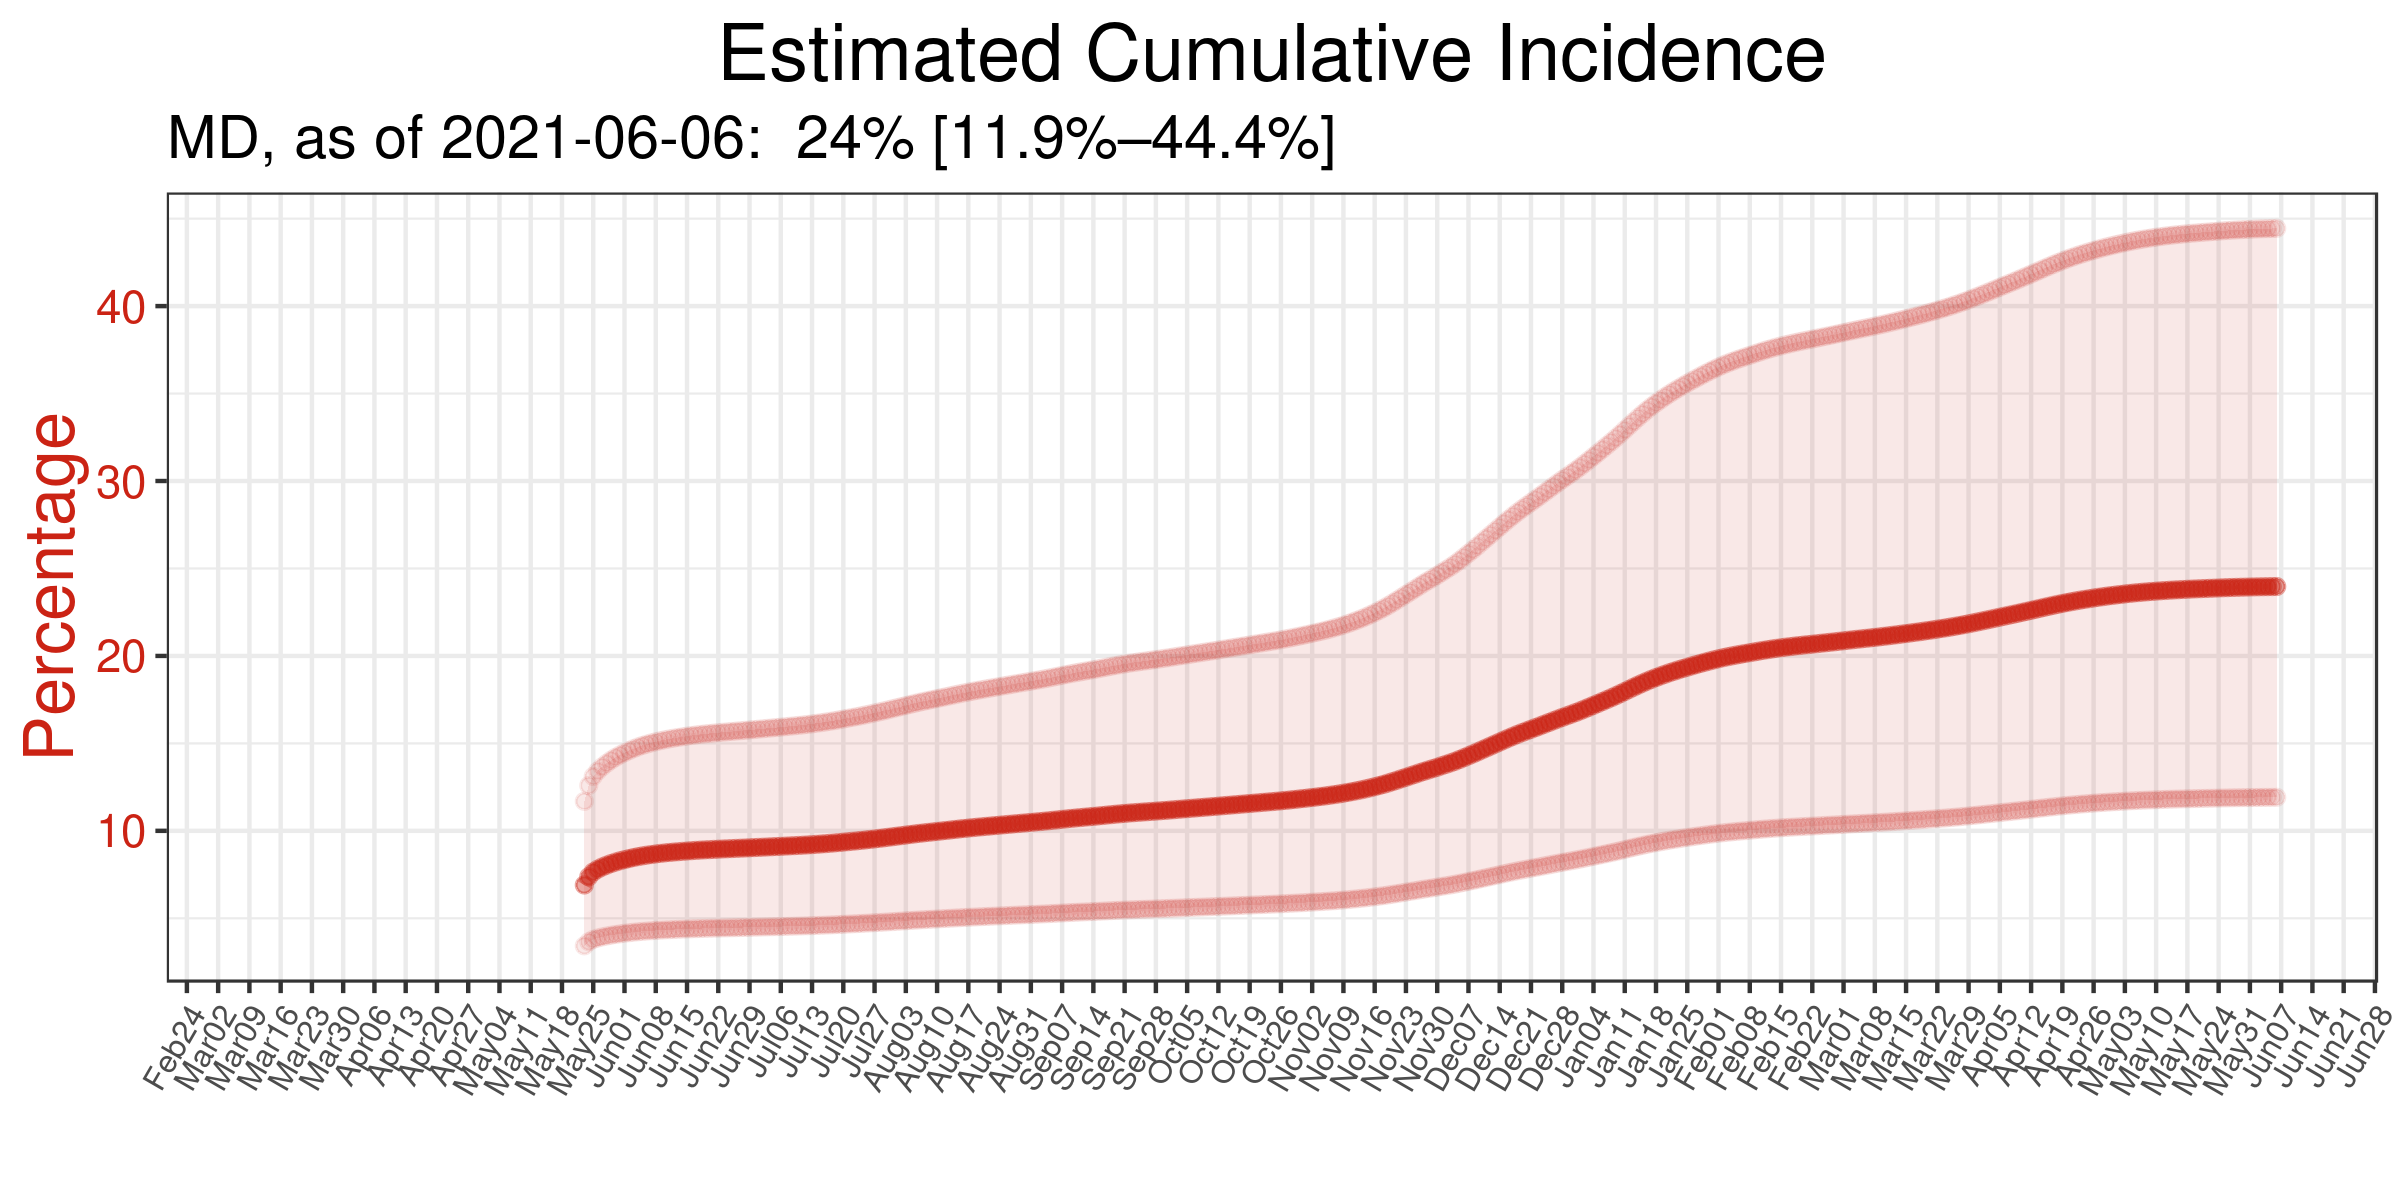 Estimated Cumulative Incidence
MD, as of 2021-06-06:  24% [11.9%–44.4%]
Percentage
40
30
20
10
Feb24
Mar02
Mar09
Mar16
Mar23
Mar30
Apr06
Apr13
Apr20
Apr27
May04
May11
May18
May25
Jun01
Jun08
Jun15
Jun22
Jun29
Jul06
Jul13
Jul20
Jul27
Aug03
Aug10
Aug17
Aug24
Aug31
Sep07
Sep14
Sep21
Sep28
Oct05
Oct12
Oct19
Oct26
Nov02
Nov09
Nov16
Nov23
Nov30
Dec07
Dec14
Dec21
Dec28
Jan04
Jan11
Jan18
Jan25
Feb01
Feb08
Feb15
Feb22
Mar01
Mar08
Mar15
Mar22
Mar29
Apr05
Apr12
Apr19
Apr26
May03
May10
May17
May24
May31
Jun07
Jun14
Jun21
Jun28